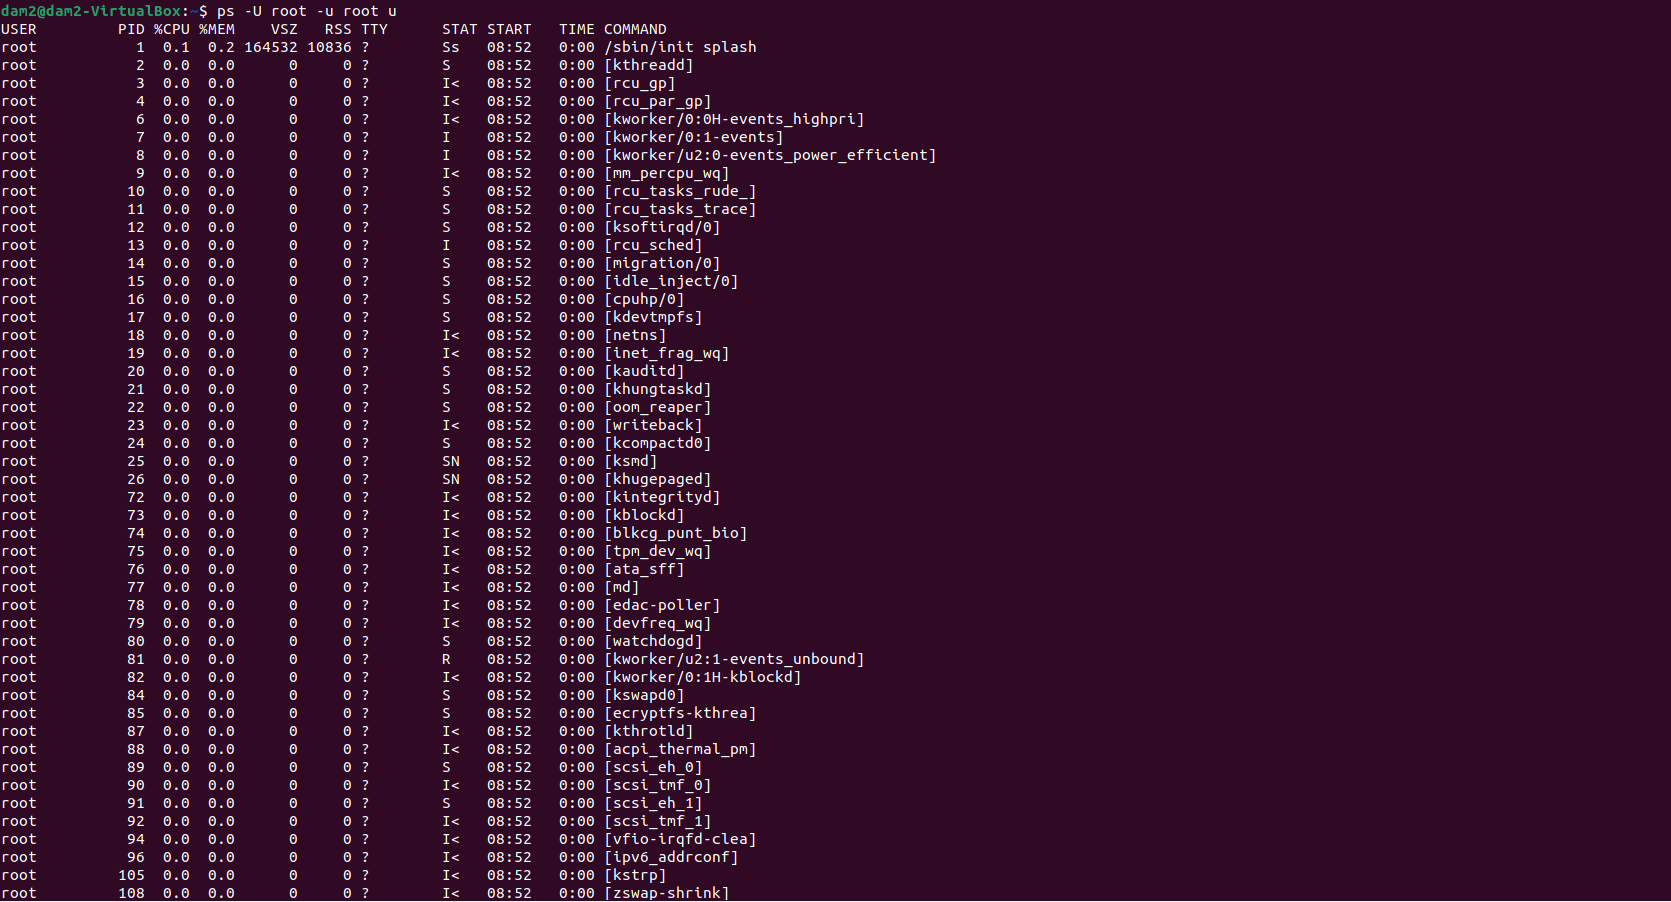 dam2@dam2-VirtualBox:~$ ps -U root -u root u
USER         PID %CPU %MEM    VSZ   RSS TTY      STAT START   TIME COMMAND
root           1  0.1  0.2 164532 10836 ?        Ss   08:52   0:00 /sbin/init splash
root           2  0.0  0.0      0     0 ?        S    08:52   0:00 [kthreadd]
root           3  0.0  0.0      0     0 ?        I<   08:52   0:00 [rcu_gp]
root           4  0.0  0.0      0     0 ?        I<   08:52   0:00 [rcu_par_gp]
root           6  0.0  0.0      0     0 ?        I<   08:52   0:00 [kworker/0:0H-events_highpri]
root           7  0.0  0.0      0     0 ?        I    08:52   0:00 [kworker/0:1-events]
root           8  0.0  0.0      0     0 ?        I    08:52   0:00 [kworker/u2:0-events_power_efficient]
root           9  0.0  0.0      0     0 ?        I<   08:52   0:00 [mm_percpu_wq]
root          10  0.0  0.0      0     0 ?        S    08:52   0:00 [rcu_tasks_rude_]
root          11  0.0  0.0      0     0 ?        S    08:52   0:00 [rcu_tasks_trace]
root          12  0.0  0.0      0     0 ?        S    08:52   0:00 [ksoftirqd/0]
root          13  0.0  0.0      0     0 ?        I    08:52   0:00 [rcu_sched]
root          14  0.0  0.0      0     0 ?        S    08:52   0:00 [migration/0]
root          15  0.0  0.0      0     0 ?        S    08:52   0:00 [idle_inject/0]
root          16  0.0  0.0      0     0 ?        S    08:52   0:00 [cpuhp/0]
root          17  0.0  0.0      0     0 ?        S    08:52   0:00 [kdevtmpfs]
root          18  0.0  0.0      0     0 ?        I<   08:52   0:00 [netns]
root          19  0.0  0.0      0     0 ?        I<   08:52   0:00 [inet_frag_wq]
root          20  0.0  0.0      0     0 ?        S    08:52   0:00 [kauditd]
root          21  0.0  0.0      0     0 ?        S    08:52   0:00 [khungtaskd]
root          22  0.0  0.0      0     0 ?        S    08:52   0:00 [oom_reaper]
root          23  0.0  0.0      0     0 ?        I<   08:52   0:00 [writeback]
root          24  0.0  0.0      0     0 ?        S    08:52   0:00 [kcompactd0]
root          25  0.0  0.0      0     0 ?        SN   08:52   0:00 [ksmd]
root          26  0.0  0.0      0     0 ?        SN   08:52   0:00 [khugepaged]
root          72  0.0  0.0      0     0 ?        I<   08:52   0:00 [kintegrityd]
root          73  0.0  0.0      0     0 ?        I<   08:52   0:00 [kblockd]
root          74  0.0  0.0      0     0 ?        I<   08:52   0:00 [blkcg_punt_bio]
root          75  0.0  0.0      0     0 ?        I<   08:52   0:00 [tpm_dev_wq]
root          76  0.0  0.0      0     0 ?        I<   08:52   0:00 [ata_sff]
root          77  0.0  0.0      0     0 ?        I<   08:52   0:00 [md]
root          78  0.0  0.0      0     0 ?        I<   08:52   0:00 [edac-poller]
root          79  0.0  0.0      0     0 ?        I<   08:52   0:00 [devfreq_wq]
root          80  0.0  0.0      0     0 ?        S    08:52   0:00 [watchdogd]
root          81  0.0  0.0      0     0 ?        R    08:52   0:00 [kworker/u2:1-events_unbound]
root          82  0.0  0.0      0     0 ?        I<   08:52   0:00 [kworker/0:1H-kblockd]
root          84  0.0  0.0      0     0 ?        S    08:52   0:00 [kswapd0]
root          85  0.0  0.0      0     0 ?        S    08:52   0:00 [ecryptfs-kthrea]
root          87  0.0  0.0      0     0 ?        I<   08:52   0:00 [kthrotld]
root          88  0.0  0.0      0     0 ?        I<   08:52   0:00 [acpi_thermal_pm]
root          89  0.0  0.0      0     0 ?        S    08:52   0:00 [scsi_eh_0]
root          90  0.0  0.0      0     0 ?        I<   08:52   0:00 [scsi_tmf_0]
root          91  0.0  0.0      0     0 ?        S    08:52   0:00 [scsi_eh_1]
root          92  0.0  0.0      0     0 ?        I<   08:52   0:00 [scsi_tmf_1]
root          94  0.0  0.0      0     0 ?        I<   08:52   0:00 [vfio-irqfd-clea]
root          96  0.0  0.0      0     0 ?        I<   08:52   0:00 [ipv6_addrconf]
root         105  0.0  0.0      0     0 ?        I<   08:52   0:00 [kstrp]
root         108  0.0  0.0      0     0 ?        I<   08:52   0:00 [zswap-shrink]